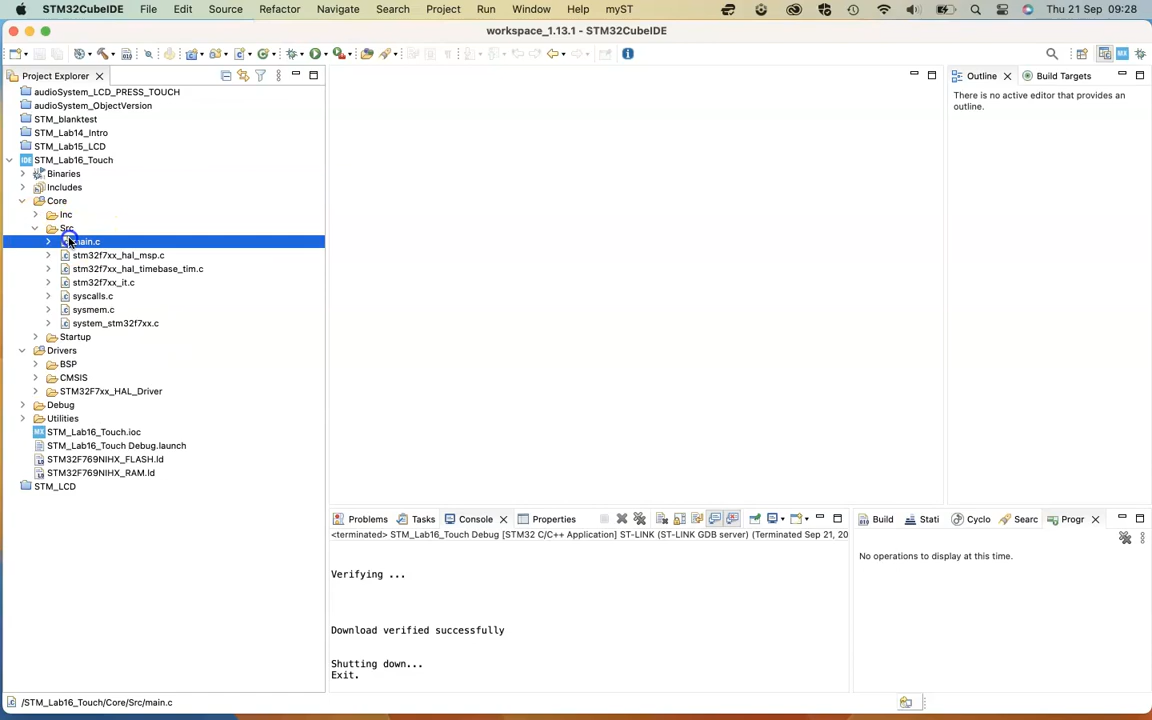 STM32CubeIDE File Edit Source Refactor Navigate Search Project Run Window Help myST Thu 21 Sep 09:28
workspace_1.13.1 - STM32CubeIDE
Project Explorer
Outline Build Targets
There is no active editor that provides an
outline.
audioSystem_LCD_PRESS_TOUCH
audioSystem_ObjectVersion
STM_blanktest
STM_Lab14_Intro
STM_Lab15_LCD
IDE STM_Lab16_Touch
Binaries
Includes
Core
Inc
Src
main.c
stm32f7xx_hal_msp.c
stm32f7xx_hal_timebase_tim.c
stm32f7xx_it.c
syscalls.c
sysmem.c
system_stm32f7xx.c
Startup
Drivers
BSP
CMSIS
STM32F7xx_HAL_Driver
Debug
Utilities
MX STM_Lab16_Touch.ioc
STM_Lab16_Touch Debug.launch
STM32F769NIHX_FLASH.ld
STM32F769NIHX_RAM.ld
STM_LCD
Problems Tasks Console Properties
<terminated> STM_Lab16_Touch Debug [STM32 C/C++ Application] ST-LINK (ST-LINK GDB server) (Terminated Sep 21, 20
Verifying ...
Download verified successfully
Shutting down...
Exit.
Build Stati Cyclo Searc Progr
No operations to display at this time.
/STM_Lab16_Touch/Core/Src/main.c